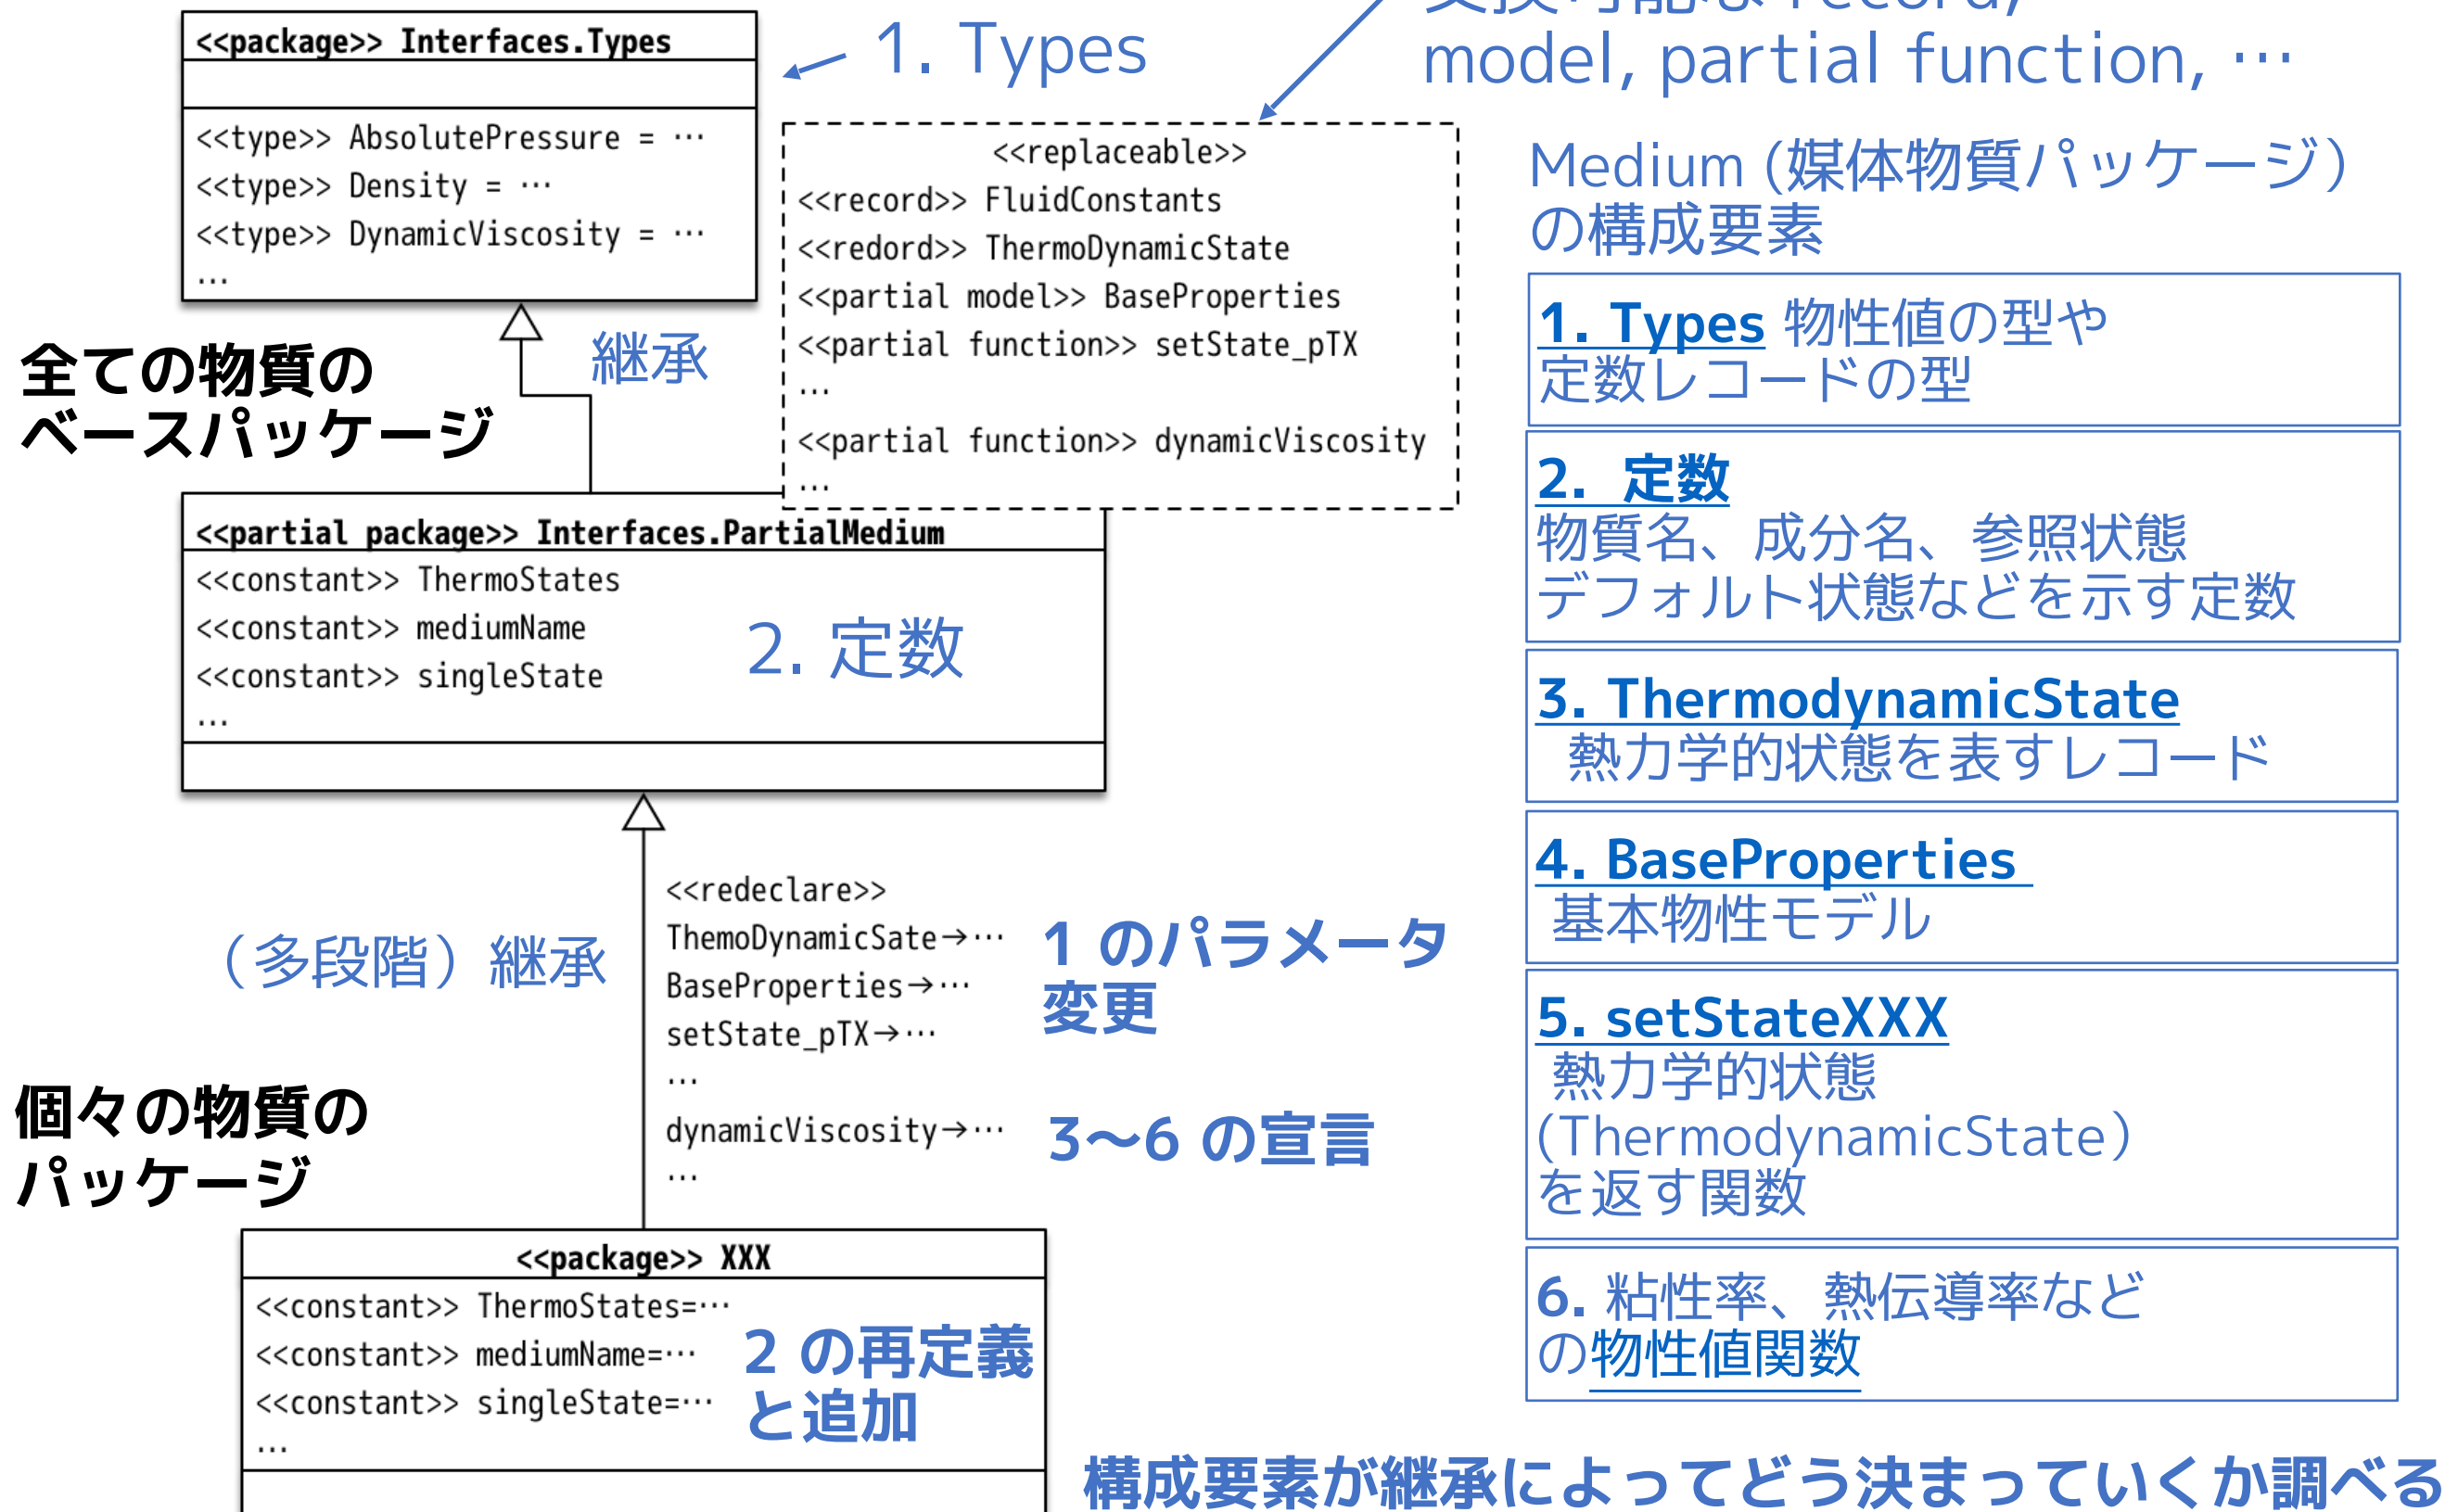 <<package>> Interfaces.Types
<<type>> AbsolutePressure = …
<<type>> Density = …
<<type>> DynamicViscosity = …
…
1. Types
交換可能な record,
model, partial function, …
<<replaceable>>
<<record>> FluidConstants
<<redord>> ThermoDynamicState
<<partial model>> BaseProperties
<<partial function>> setState_pTX
…
<<partial function>> dynamicViscosity
…
継承
全ての物質の
ベースパッケージ
<<partial package>> Interfaces.PartialMedium
<<constant>> ThermoStates
<<constant>> mediumName
<<constant>> singleState
…
2. 定数
(多段階) 継承
<<redeclare>>
ThemoDynamicSate→…
BaseProperties→…
setState_pTX→…
…
dynamicViscosity→…
…
1 のパラメータ
変更
3〜6 の宣言
個々の物質の
パッケージ
<<package>> XXX
<<constant>> ThermoStates=…
<<constant>> mediumName=…
<<constant>> singleState=…
…
2 の再定義
と追加
Medium (媒体物質パッケージ)
の構成要素
1. Types 物性値の型や
定数レコードの型
2. 定数
物質名、成分名、参照状態
デフォルト状態などを示す定数
3. ThermodynamicState
熱力学的状態を表すレコード
4. BaseProperties
基本物性モデル
5. setStateXXX
熱力学的状態
(ThermodynamicState)
を返す関数
6. 粘性率、熱伝導率など
の物性値関数
構成要素が継承によってどう決まっていくか調べる